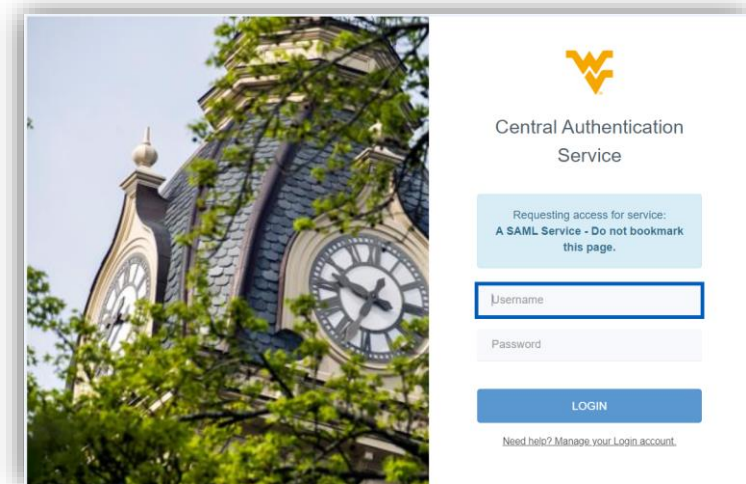 WV
Central Authentication
Service
Requesting access for service:
A SAML Service - Do not bookmark
this page.
Username
Password
LOGIN
Need help? Manage your Login account.